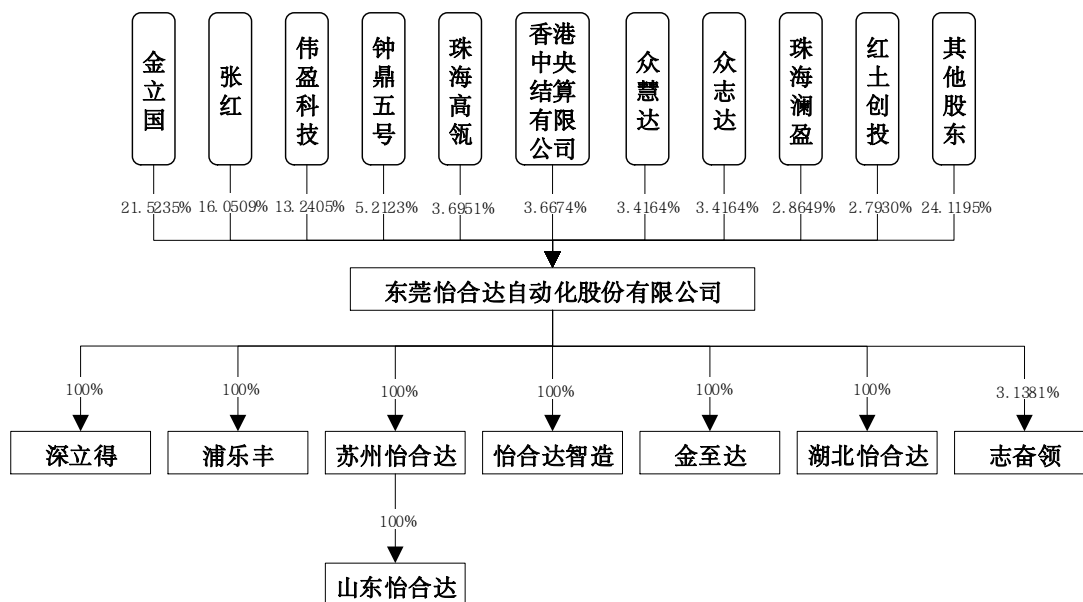 金立国
张红
伟盈科技
钟鼎五号
珠海高瓴
香港中央结算有限公司
众慧达
众志达
珠海澜盈
红土创投
其他股东
21.5235%
16.0509%
13.2405%
5.2123%
3.6951%
3.6674%
3.4164%
3.4164%
2.8649%
2.7930%
24.1195%
东莞怡合达自动化股份有限公司
100%
100%
100%
100%
100%
100%
3.1381%
深立得
浦乐丰
苏州怡合达
怡合达智造
金至达
湖北怡合达
志奋领
100%
山东怡合达